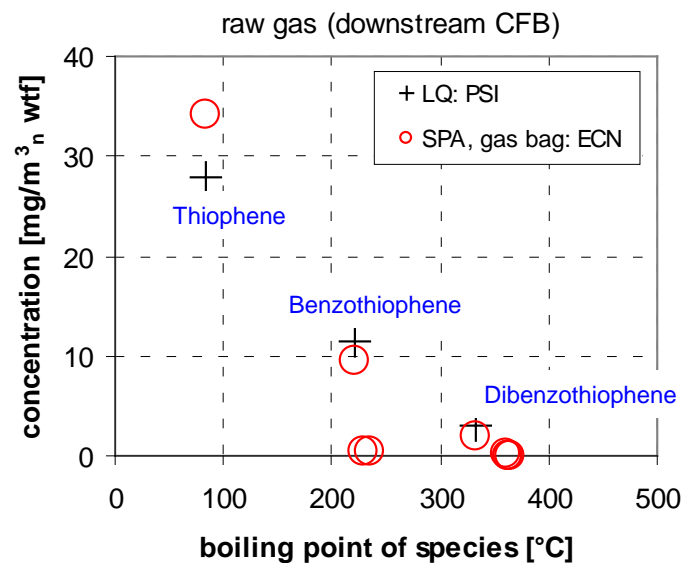 raw gas (downstream CFB)
concentration [mg/m³ₙ wtf]
40
30
20
10
0
+ LQ: PSI
○ SPA, gas bag: ECN
Thiophene
Benzothiophene
Dibenzothiophene
0 100 200 300 400 500
boiling point of species [°C]